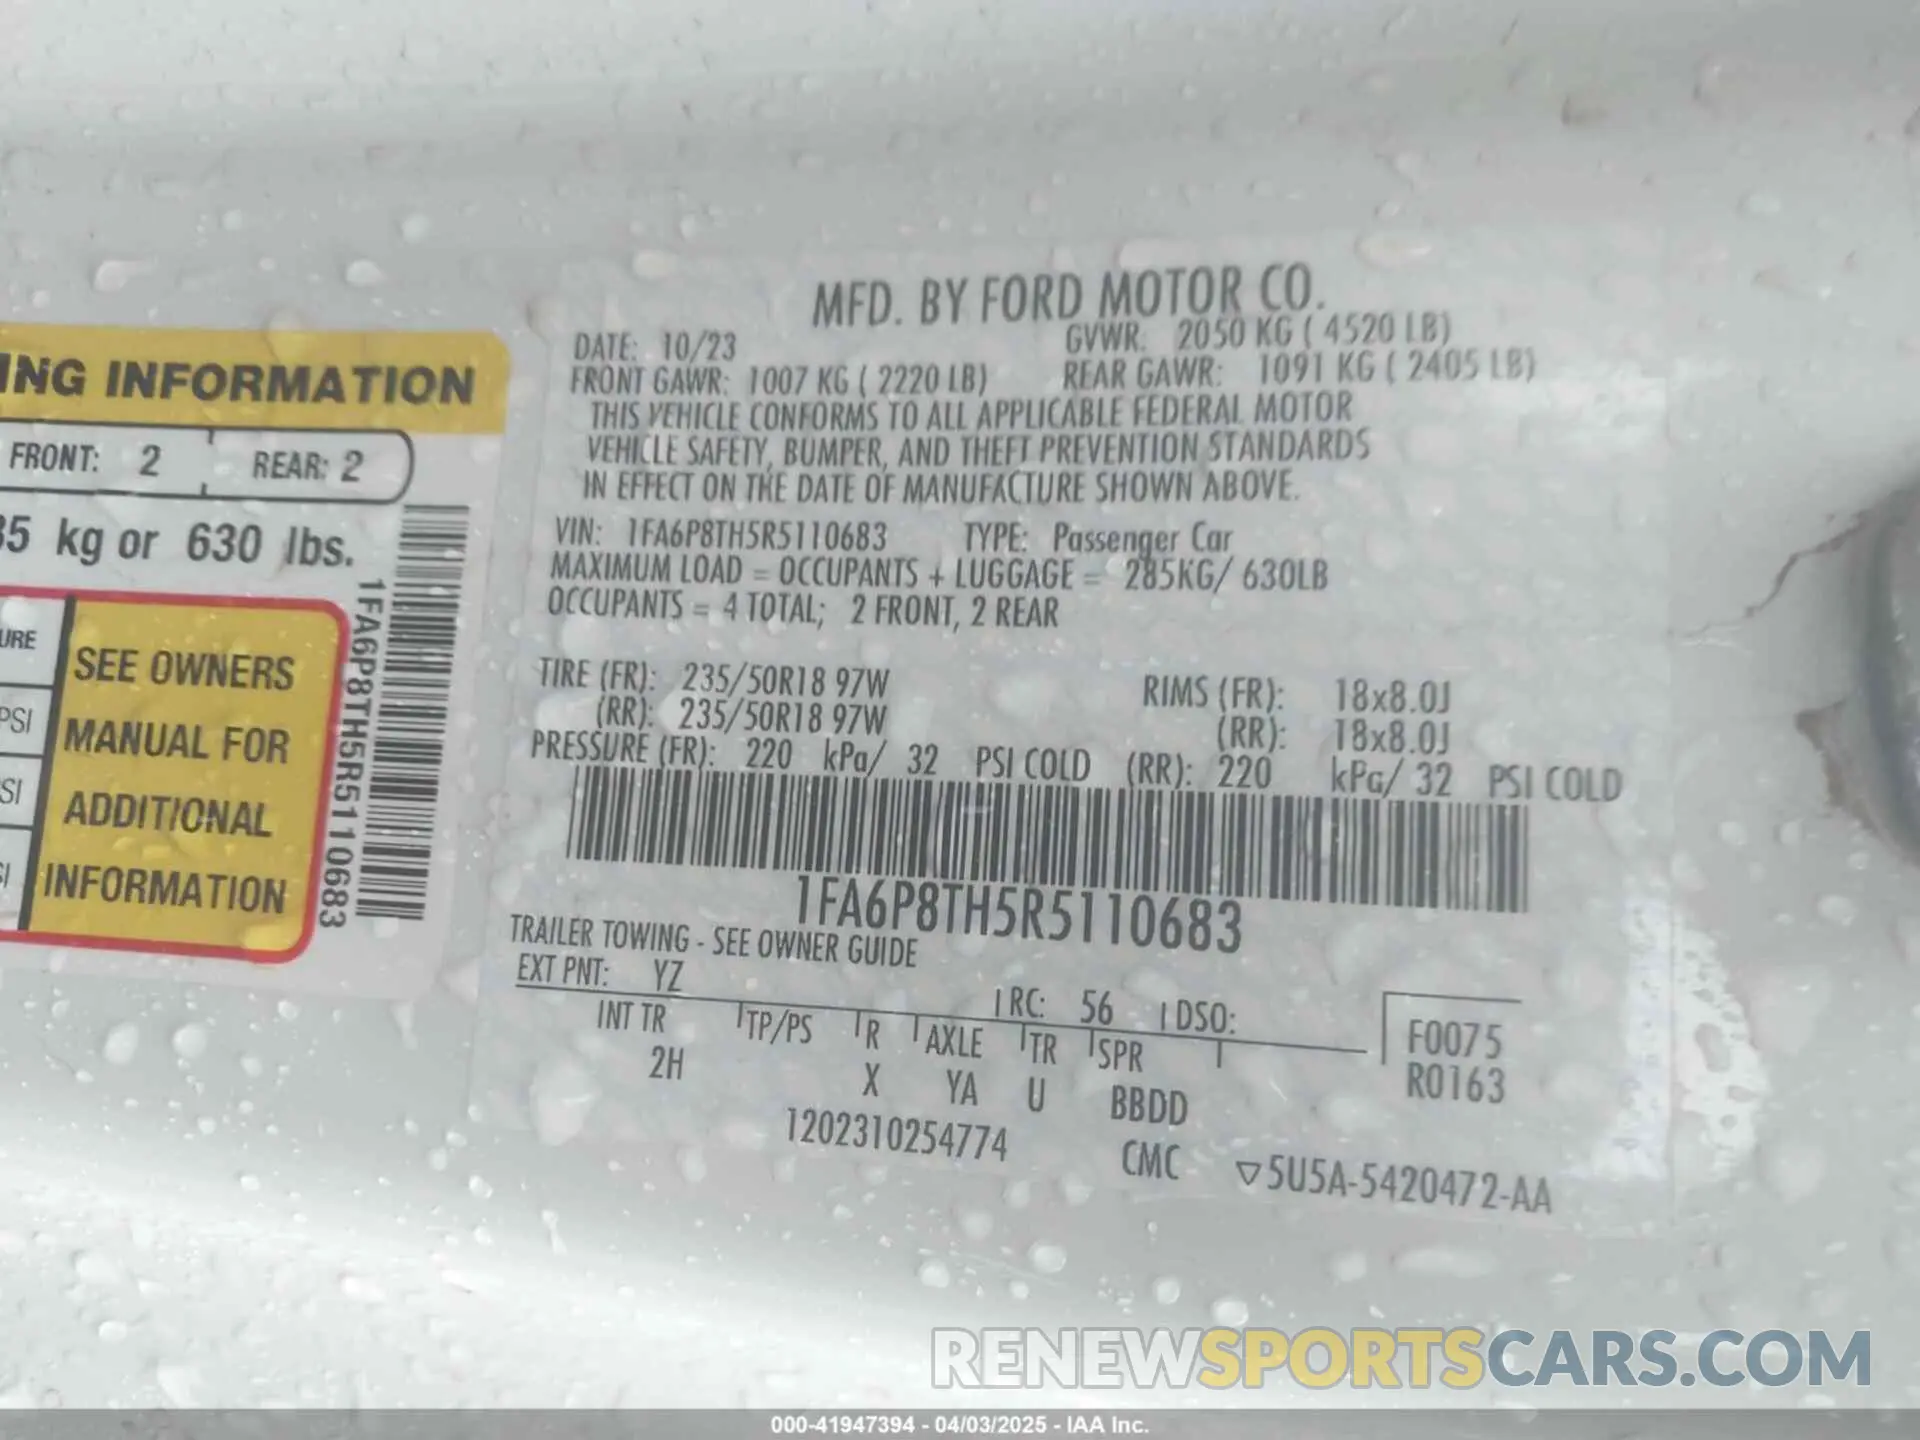 ING INFORMATION
FRONT: 2 REAR: 2
35 kg or 630 lbs.
URE
PSI
SI
SI
SEE OWNERS
MANUAL FOR
ADDITIONAL
INFORMATION
1FA6P8TH5R5110683
MFD. BY FORD MOTOR CO.
DATE: 10/23 GVWR: 2050 KG ( 4520 LB)
FRONT GAWR: 1007 KG ( 2220 LB) REAR GAWR: 1091 KG ( 2405 LB)
THIS VEHICLE CONFORMS TO ALL APPLICABLE FEDERAL MOTOR
VEHICLE SAFETY, BUMPER, AND THEFT PREVENTION STANDARDS
IN EFFECT ON THE DATE OF MANUFACTURE SHOWN ABOVE.
VIN: 1FA6P8TH5R5110683 TYPE: Passenger Car
MAXIMUM LOAD = OCCUPANTS + LUGGAGE = 285KG/ 630LB
OCCUPANTS = 4 TOTAL; 2 FRONT, 2 REAR
TIRE (FR): 235/50R18 97W RIMS (FR): 18x8.0J
(RR): 235/50R18 97W (RR): 18x8.0J
PRESSURE (FR): 220 kPa/ 32 PSI COLD (RR): 220 kPa/ 32 PSI COLD
1FA6P8TH5R5110683
TRAILER TOWING - SEE OWNER GUIDE
EXT PNT: YZ RC: 56 DSO:
INT TR TP/PS R AXLE TR SPR F0075
2H X YA U BBDD R0163
1202310254774 CMC ▽5U5A-5420472-AA
RENEWSPORTSCARS.COM
000-41947394 - 04/03/2025 - IAA Inc.